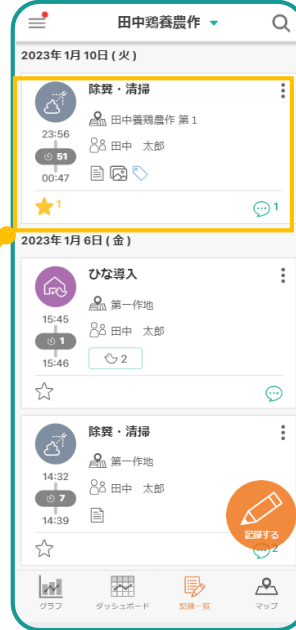 田中鶏養農作
2023年1月10日(火)
除糞・清掃
田中養鶏農作 第1
23:56
51
田中 太郎
00:47
1
1
2023年1月6日(金)
ひな導入
第一作地
15:45
1
田中 太郎
15:46
2
除糞・清掃
第一作地
14:32
7
田中 太郎
14:39
記録する
2
グラフ
ダッシュボード
記録一覧
マップ